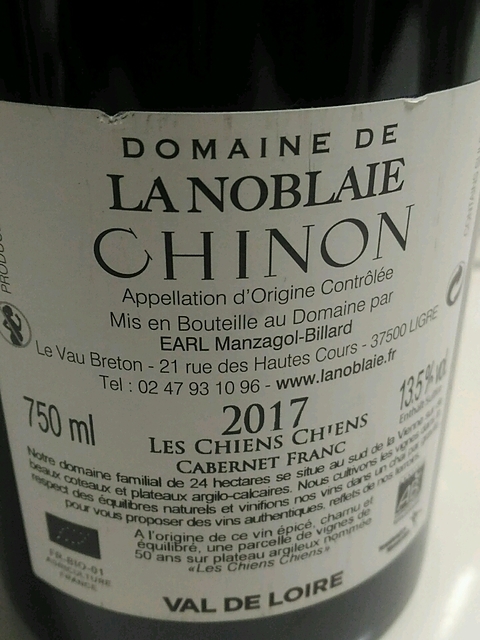 DOMAINE DE
LA NOBLAIE
CHINON
Appellation d'Origine Contrôlée
Mis en Bouteille au Domaine par
EARL Manzagol-Billard
Le Vau Breton - 21 rue des Hautes Cours - 37500 LIGRE
Tel : 02 47 93 10 96 - www.lanoblaie.fr
750 ml
2017
13.5 % vol.
LES CHIENS CHIENS
CABERNET FRANC
Notre domaine familial de 24 hectares se situe au sud de la Vienne sur
beaux coteaux et plateaux argilo-calcaires. Nous cultivons les vignes dans
respect des équilibres naturels et vinifions nos vins dans un
pour vous proposer des vins authentiques, reflets de nos terroirs.
A l'origine de ce vin épicé, charnu et
équilibré, une parcelle de vignes de
50 ans sur plateau argileux nommée
«Les Chiens Chiens»
FR-BIO-01
AGRICULTURE
FRANCE
VAL DE LOIRE